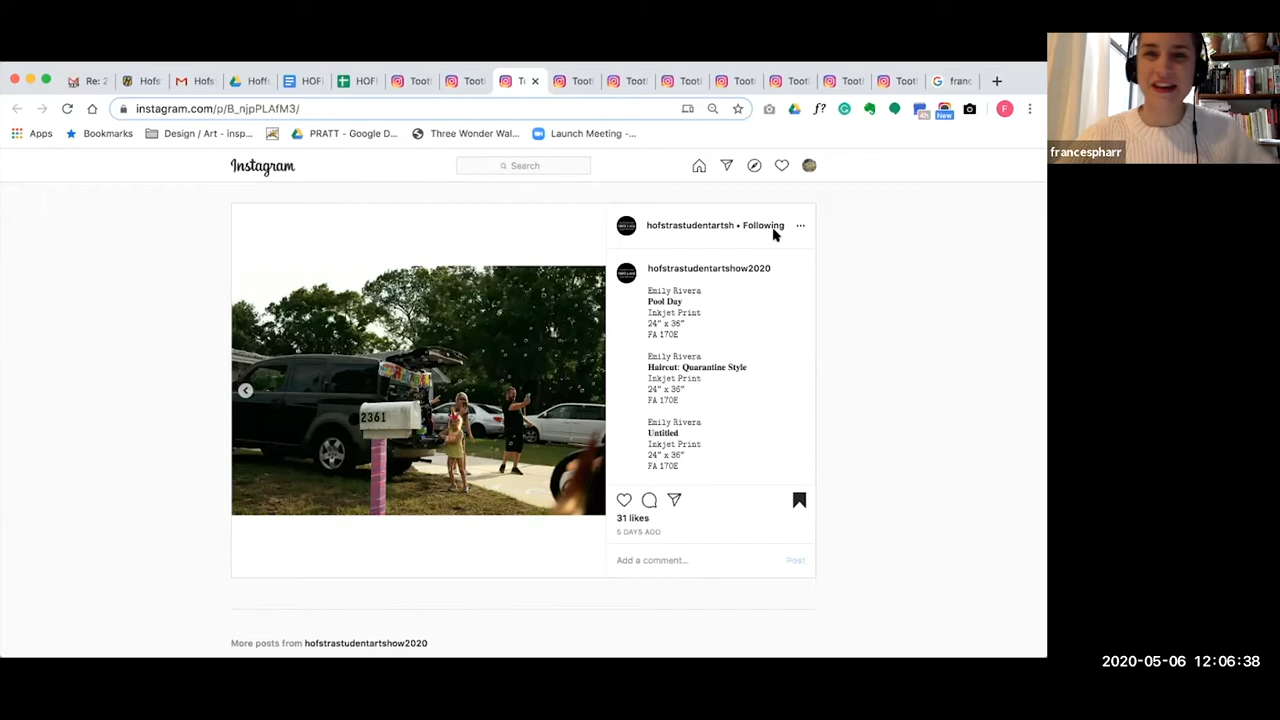 Re: 2
Hofs
Hofs
Hoff
HOF
HOF
Toot
Toot
To
Toot
Toot
Toot
Toot
Toot
Toot
Toot
franc
instagram.com/p/B_njpPLAfM3/
f?
4h
New
F
Apps
Bookmarks
Design / Art - insp...
PRATT - Google D...
Three Wonder Wal...
Launch Meeting -...
francespharr
Instagram
Search
hofstrastudentartsh • Following
hofstrastudentartshow2020
Emily Rivera
Pool Day
Inkjet Print
24" x 36"
FA 170E
Emily Rivera
Haircut: Quarantine Style
Inkjet Print
24" x 36"
FA 170E
Emily Rivera
Untitled
Inkjet Print
24" x 36"
FA 170E
2361
31 likes
5 DAYS AGO
Add a comment...
Post
More posts from hofstrastudentartshow2020
2020-05-06 12:06:38